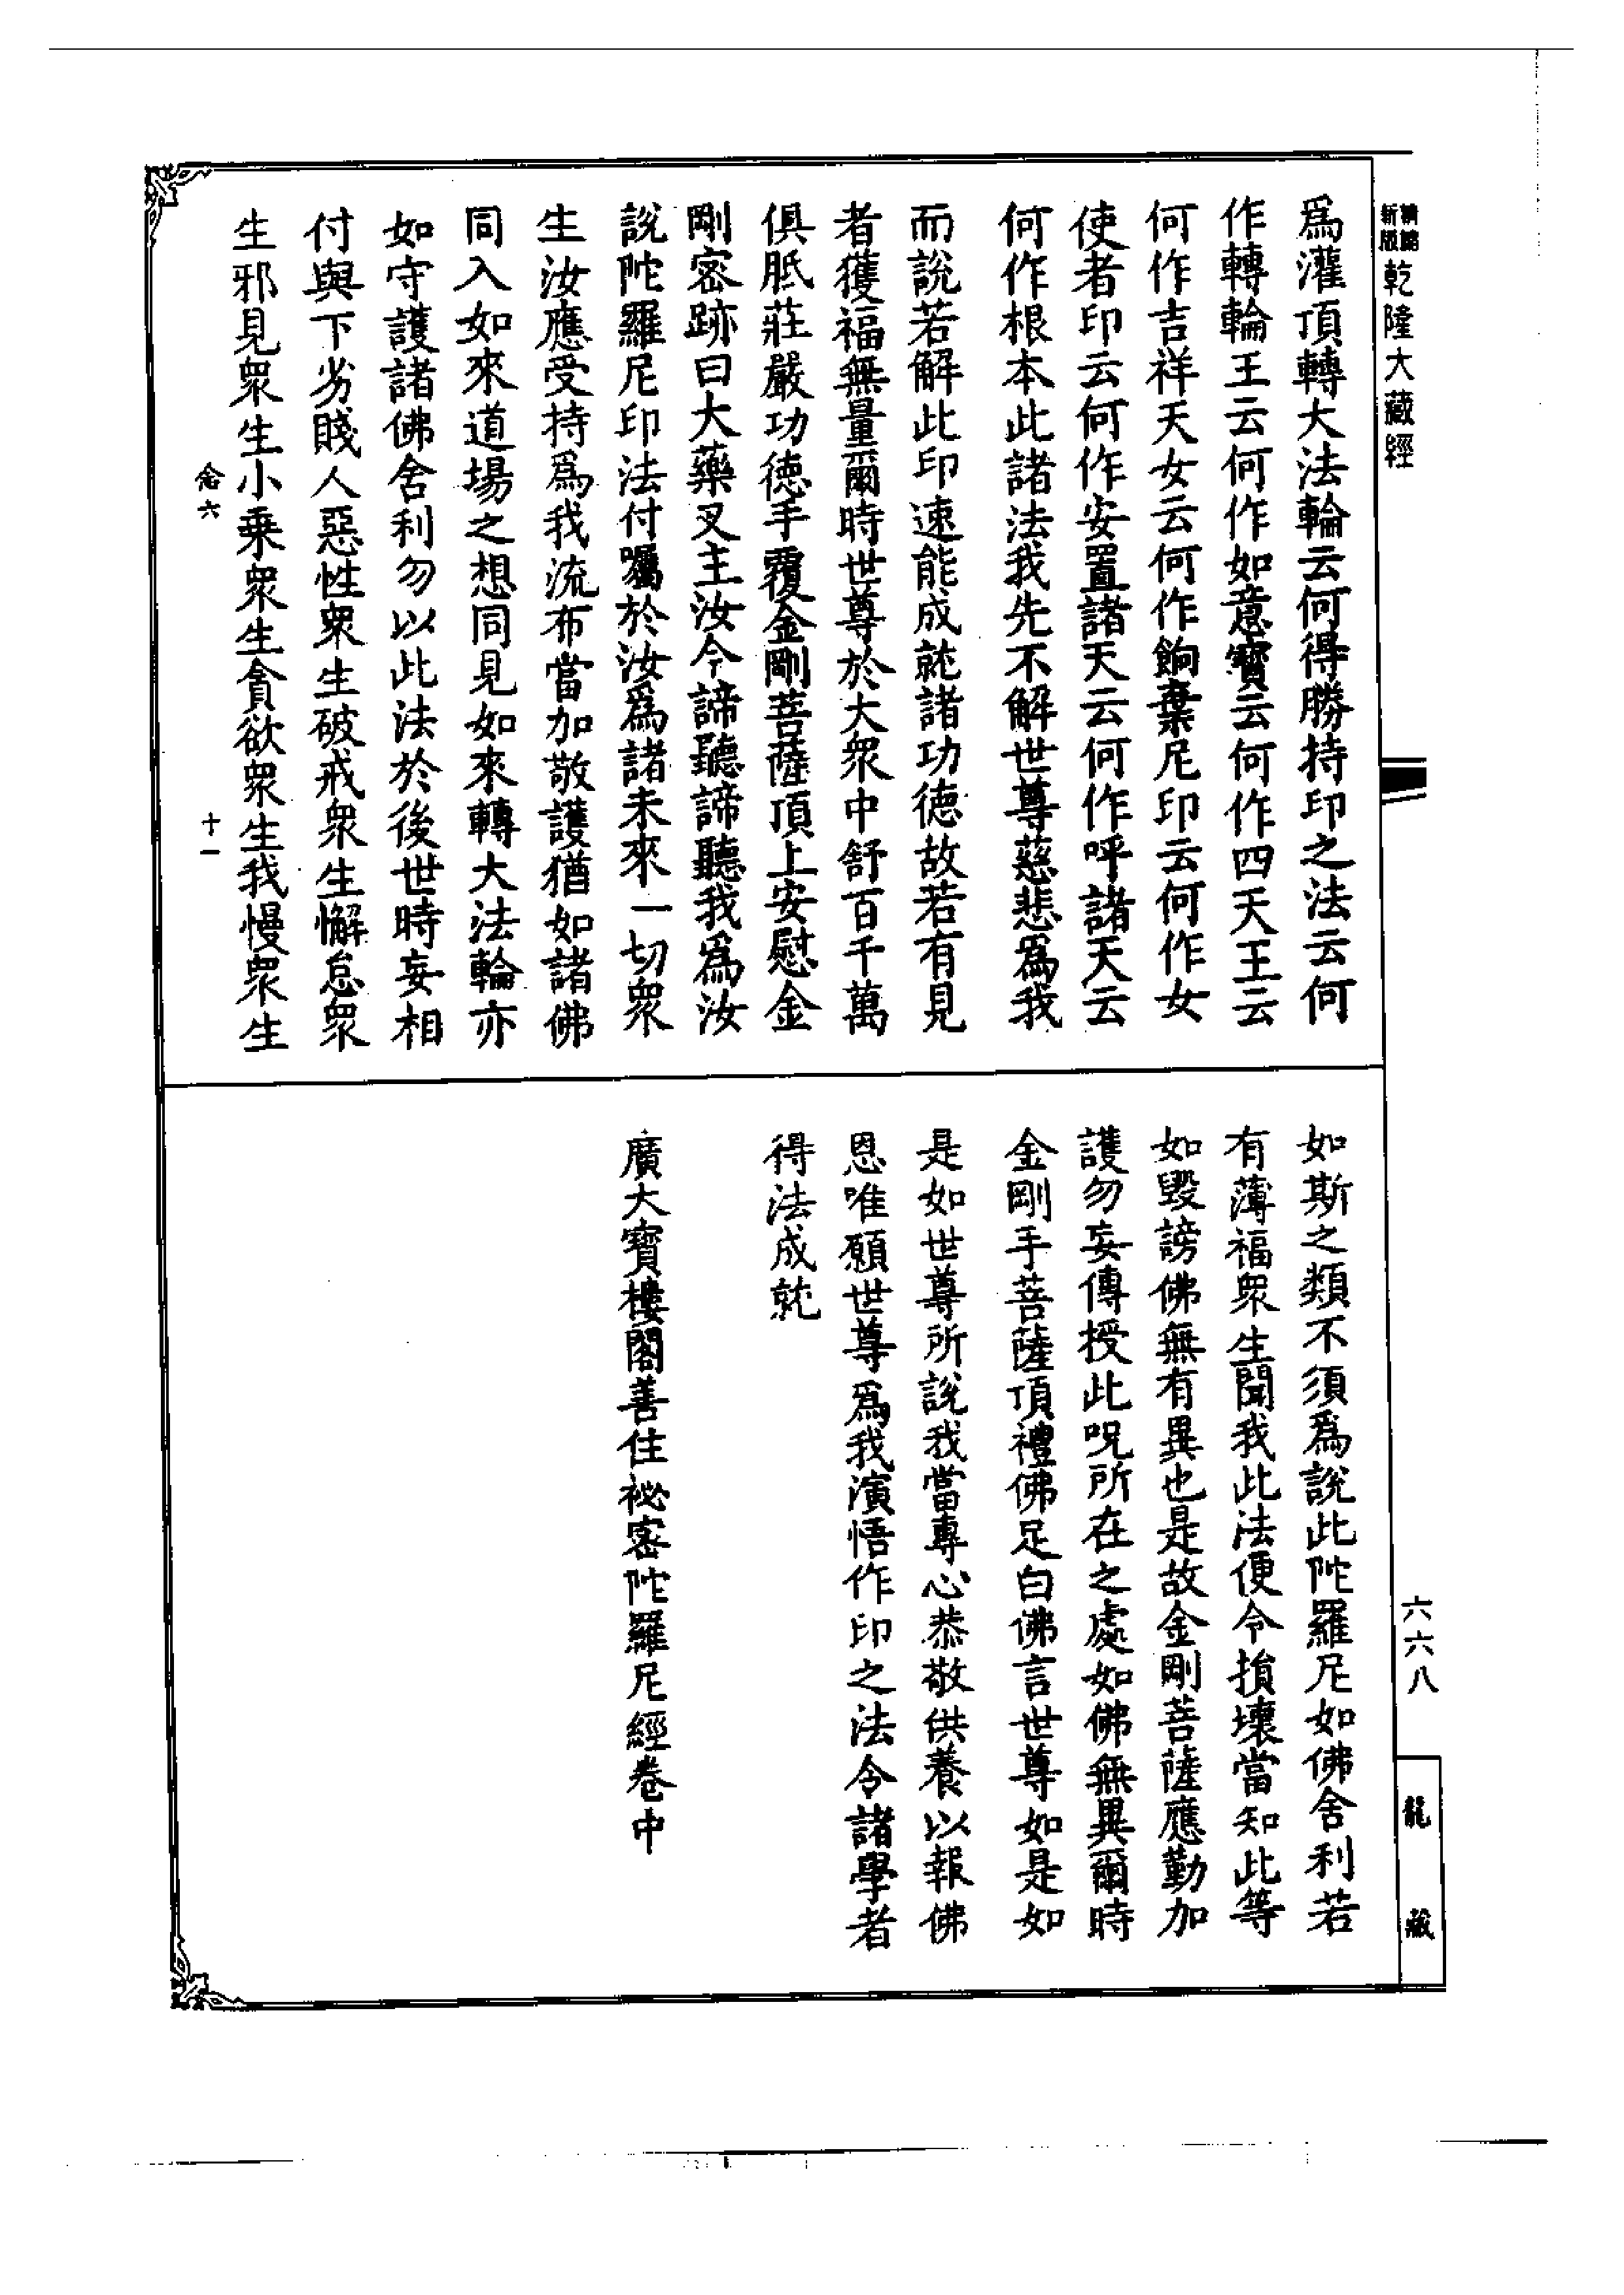 精縮新版乾隆大藏經
爲灌頂轉大法輪云何得勝持印之法云何
作轉輪王云何作如意寶云何作四天王云
何作吉祥天女云何作餉棄尼印云何作女
使者印云何作安置諸天云何作呼諸天云
何作根本此諸法我先不解世尊慈悲爲我
而說若解此印速能成就諸功徳故若有見
者獲福無量爾時世尊於大衆中舒百千萬
俱胝莊嚴功徳手覆金剛菩薩頂上安慰金
剛密跡曰大藥叉主汝今諦聽諦聽我爲汝
說陀羅尼印法付囑於汝爲諸未來一切衆
生汝應受持爲我流布當加敬護猶如諸佛
同入如來道場之想同見如來轉大法輪亦
如守護諸佛舍利勿以此法於後世時妄相
付與下劣賤人惡性衆生破戒衆生懈怠衆
生邪見衆生小乗衆生貪欲衆生我慢衆生
念六 十一
如斯之類不須爲說此陀羅尼如佛舍利若
有薄福衆生聞我此法便令損壞當知此等
如毀謗佛無有異也是故金剛菩薩應勤加
護勿妄傳授此呪所在之處如佛無異爾時
金剛手菩薩頂禮佛足白佛言世尊如是如
是如世尊所說我當專心恭敬供養以報佛
恩唯願世尊爲我演悟作印之法令諸學者
得法成就
廣大寶樓閣善住祕密陀羅尼經卷中
六六八
龍藏